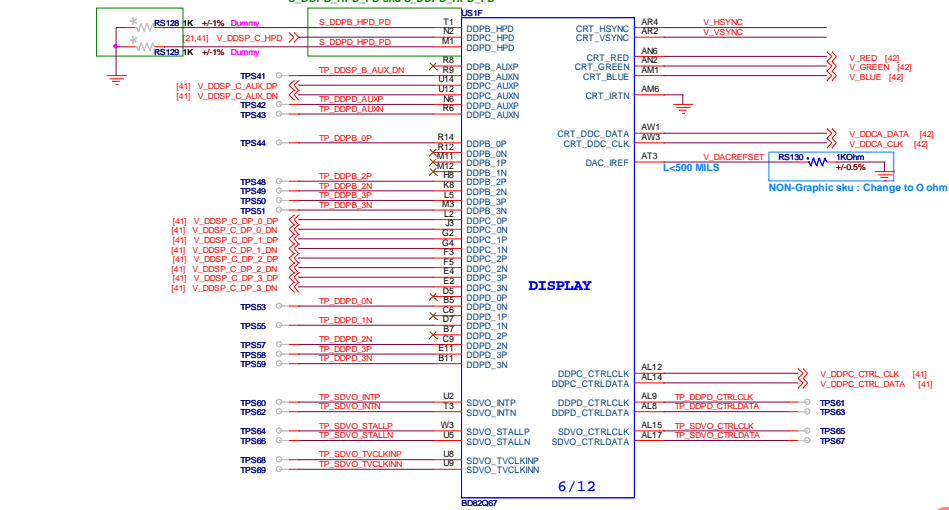 S_DDPB_HPD_PD and S_DDPD_HPD_PD
US1F
RS128 1K +/-1% Dummy S_DDPB_HPD_PD T1 DDPB_HPD CRT_HSYNC AR4 V_HSYNC
[21,41] V_DDSP_C_HPD N2 DDPC_HPD CRT_VSYNC AR2 V_VSYNC
RS129 1K +/-1% Dummy S_DDPD_HPD_PD M1 DDPD_HPD
CRT_RED AN6 V_RED [42]
R8 DDPB_AUXP CRT_GREEN AN2 V_GREEN [42]
TPS41 TP_DDSP_B_AUX_DN R9 DDPB_AUXN CRT_BLUE AM1 V_BLUE [42]
[41] V_DDSP_C_AUX_DP U14 DDPC_AUXP
[41] V_DDSP_C_AUX_DN U12 DDPC_AUXN CRT_IRTN AM6
TPS42 TP_DDPD_AUXP N6 DDPD_AUXP
TPS43 TP_DDPD_AUXN R6 DDPD_AUXN
CRT_DDC_DATA AW1 V_DDCA_DATA [42]
TPS44 TP_DDPB_0P R14 DDPB_0P CRT_DDC_CLK AW3 V_DDCA_CLK [42]
R12 DDPB_0N
M11 DDPB_1P DAC_IREF AT3 V_DACREFSET RS130 1KOhm
M12 DDPB_1N L<500 MILS +/-0.5%
TPS48 TP_DDPB_2P H8 DDPB_2P
NON-Graphic sku : Change to O ohm
TPS49 TP_DDPB_2N K8 DDPB_2N
TPS50 TP_DDPB_3P L5 DDPB_3P
TPS51 TP_DDPB_3N M3 DDPB_3N
[41] V_DDSP_C_DP_0_DP L2 DDPC_0P
[41] V_DDSP_C_DP_0_DN J3 DDPC_0N
[41] V_DDSP_C_DP_1_DP G2 DDPC_1P
[41] V_DDSP_C_DP_1_DN G4 DDPC_1N
[41] V_DDSP_C_DP_2_DP F3 DDPC_2P
[41] V_DDSP_C_DP_2_DN F5 DDPC_2N
[41] V_DDSP_C_DP_3_DP E4 DDPC_3P
[41] V_DDSP_C_DP_3_DN E2 DDPC_3N
DISPLAY
D5 DDPD_0P
TPS53 TP_DDPD_0N B5 DDPD_0N
C6 DDPD_1P
TPS55 TP_DDPD_1N D7 DDPD_1N
B7 DDPD_2P
TPS57 TP_DDPD_2N C9 DDPD_2N
TPS58 TP_DDPD_3P E11 DDPD_3P
TPS59 TP_DDPD_3N B11 DDPD_3N
DDPC_CTRLCLK AL12 V_DDPC_CTRL_CLK [41]
DDPC_CTRLDATA AL14 V_DDPC_CTRL_DATA [41]
TPS60 TP_SDVO_INTP U2 SDVO_INTP DDPD_CTRLCLK AL9 TP_DDPD_CTRLCLK TPS61
TPS62 TP_SDVO_INTN T3 SDVO_INTN DDPD_CTRLDATA AL8 TP_DDPD_CTRLDATA TPS63
TPS64 TP_SDVO_STALLP W3 SDVO_STALLP SDVO_CTRLCLK AL15 TP_SDVO_CTRLCLK TPS65
TPS66 TP_SDVO_STALLN U5 SDVO_STALLN SDVO_CTRLDATA AL17 TP_SDVO_CTRLDATA TPS67
TPS68 TP_SDVO_TVCLKINP U8 SDVO_TVCLKINP
TPS69 TP_SDVO_TVCLKINN U9 SDVO_TVCLKINN
6/12
BD82Q67